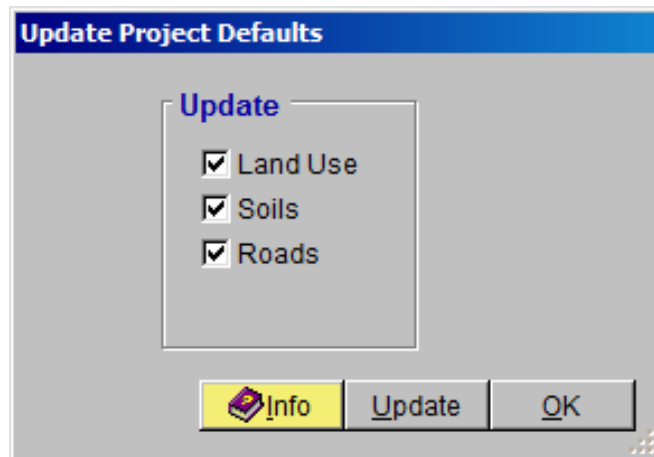 Update Project Defaults
Update
Land Use
Soils
Roads
Info Update OK